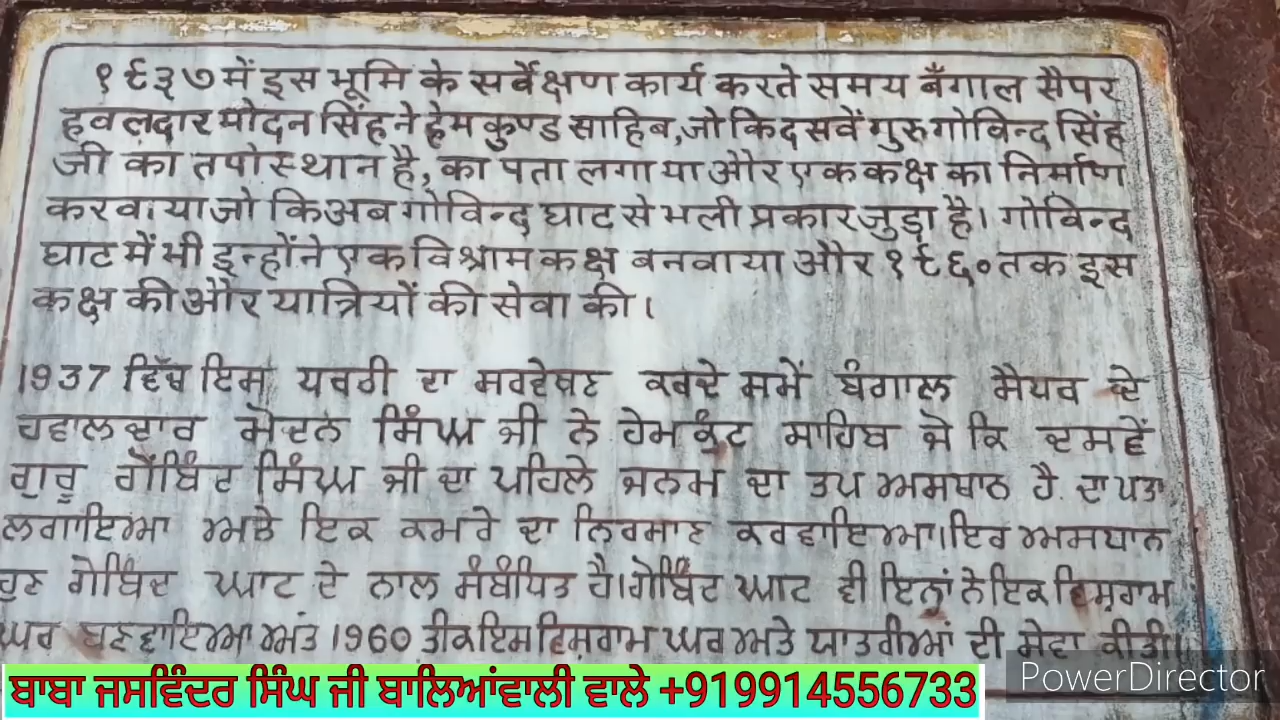 १९३७ में इस भूमि के सर्वेक्षण कार्य करते समय बँगाल सैपर
हवलदार मोदन सिंह ने हेम कुण्ड साहिब, जो कि दसवें गुरु गोविन्द सिंह
जी का तपोस्थान है, का पता लगाया और एक कक्ष का निर्माण
करवाया जो कि अब गोविन्द घाट से भली प्रकार जुड़ा है। गोविन्द
घाट में भी इन्होंने एक विश्राम कक्ष बनवाया और १९६० तक इस
कक्ष की और यात्रियों की सेवा की।
1937 ਵਿੱਚ ਇਸ ਧਰਤੀ ਦਾ ਸਰਵੇਖਣ ਕਰਦੇ ਸਮੇਂ ਬੰਗਾਲ ਸੈਪਰ ਦੇ
ਹਵਾਲਦਾਰ ਮੋਦਨ ਸਿੰਘ ਜੀ ਨੇ ਹੇਮਕੁੰਟ ਸਾਹਿਬ ਜੋ ਕਿ ਦਸਵੇਂ
ਗੁਰੂ ਗੋਬਿੰਦ ਸਿੰਘ ਜੀ ਦਾ ਪਹਿਲੇ ਜਨਮ ਦਾ ਤਪ ਅਸਥਾਨ ਹੈ ਦਾ ਪਤਾ
ਲਗਾਇਆ ਅਤੇ ਇਕ ਕਮਰੇ ਦਾ ਨਿਰਮਾਣ ਕਰਵਾਇਆ।ਇਹ ਅਸਥਾਨ
ਹੁਣ ਗੋਬਿੰਦ ਘਾਟ ਦੇ ਨਾਲ ਸੰਬੰਧਿਤ ਹੈ।ਗੋਬਿੰਦ ਘਾਟ ਵੀ ਇਨਾਂ ਨੇ ਇਕ ਵਿਸ਼੍ਰਾਮ
ਘਰ ਬਣਵਾਇਆ ਅਤੇ 1960 ਤੀਕ ਇਸ ਵਿਸ਼੍ਰਾਮ ਘਰ ਅਤੇ ਯਾਤਰੀਆਂ ਦੀ ਸੇਵਾ ਕੀਤੀ।
ਬਾਬਾ ਜਸਵਿੰਦਰ ਸਿੰਘ ਜੀ ਬਾਲਿਆਂਵਾਲੀ ਵਾਲੇ +919914556733
PowerDirector